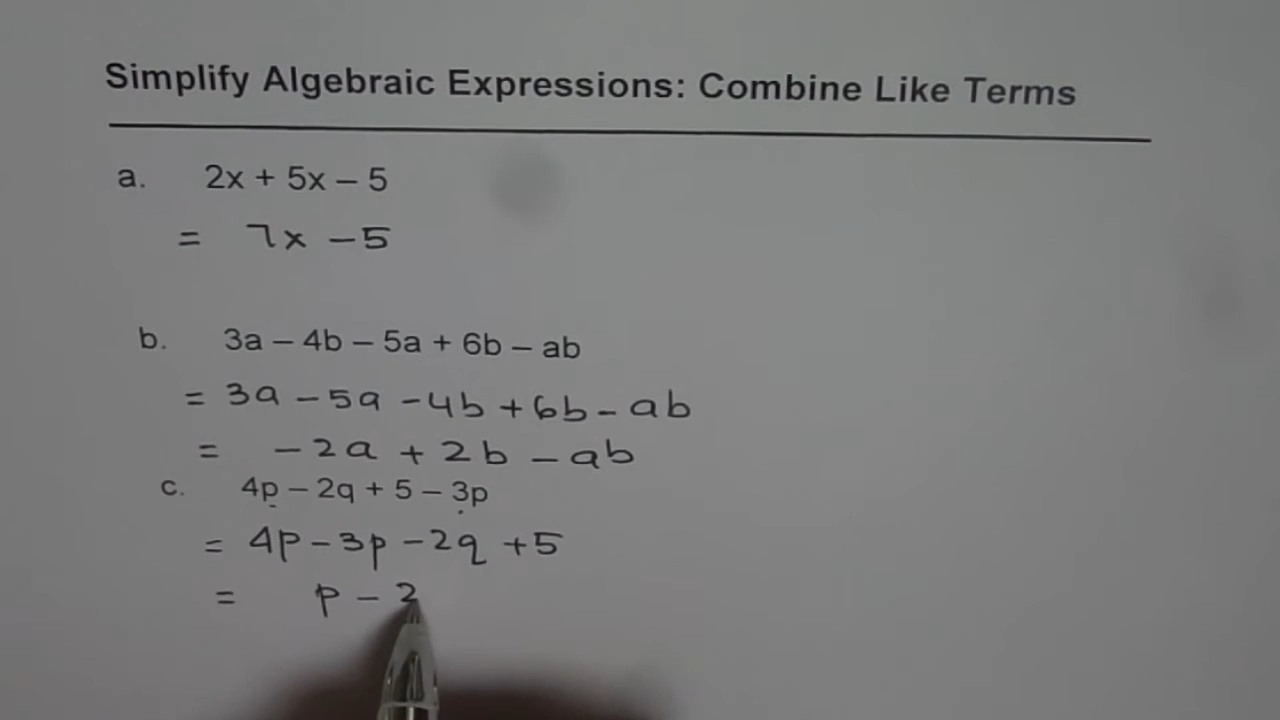 Simplify Algebraic Expressions: Combine Like Terms
a. 2x + 5x – 5
= 7x – 5
b. 3a – 4b – 5a + 6b – ab
= 3a – 5a – 4b + 6b – ab
= – 2a + 2b – ab
c. 4p – 2q + 5 – 3p
= 4p – 3p – 2q + 5
= p – 2